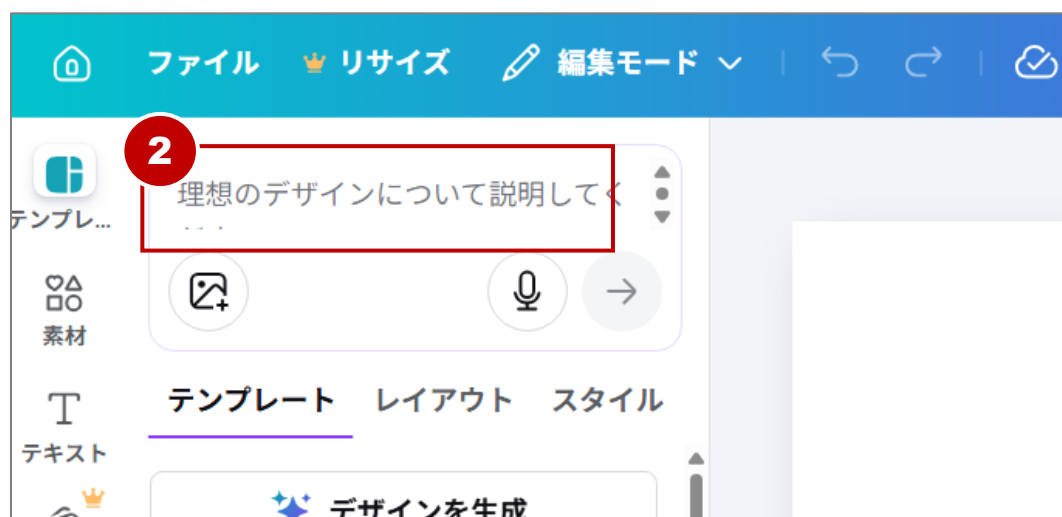 ファイル リサイズ 編集モード
2
理想のデザインについて説明してく
テンプレ...
素材
テンプレート レイアウト スタイル
テキスト
デザインを生成